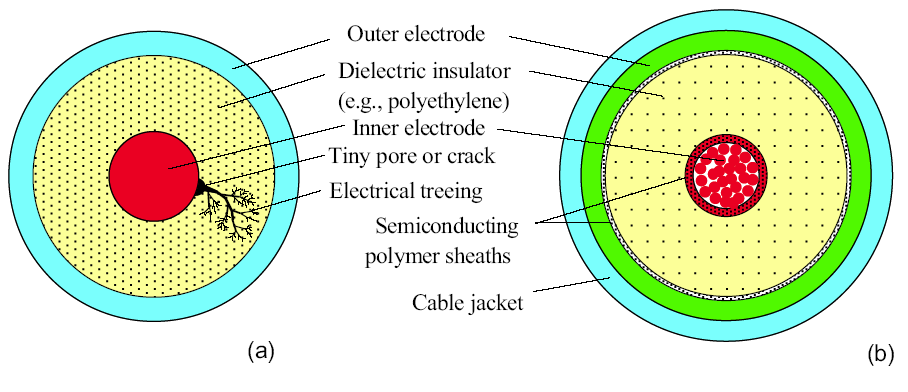 Outer electrode
Dielectric insulator
(e.g., polyethylene)
Inner electrode
Tiny pore or crack
Electrical treeing
Semiconducting
polymer sheaths
Cable jacket
(a)
(b)